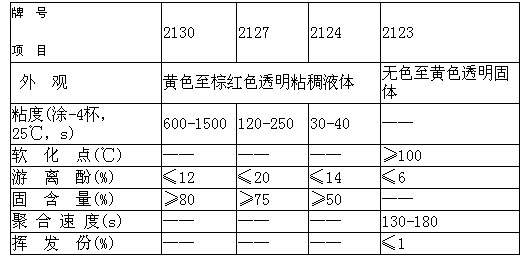 牌 号
项 目 2130 2127 2124 2123
外 观 黄色至棕红色透明粘稠液体 无色至黄色透明固体
粘度(涂-4杯,25℃, s) 600-1500 120-250 30-40 ——
软 化 点(℃) —— —— —— ≥100
游 离 酚(%) ≤12 ≤20 ≤14 ≤6
固 含 量(%) ≥80 ≥75 ≥50 ——
聚 合 速 度(s) —— —— —— 130-180
挥 发 份(%) —— —— —— ≤1